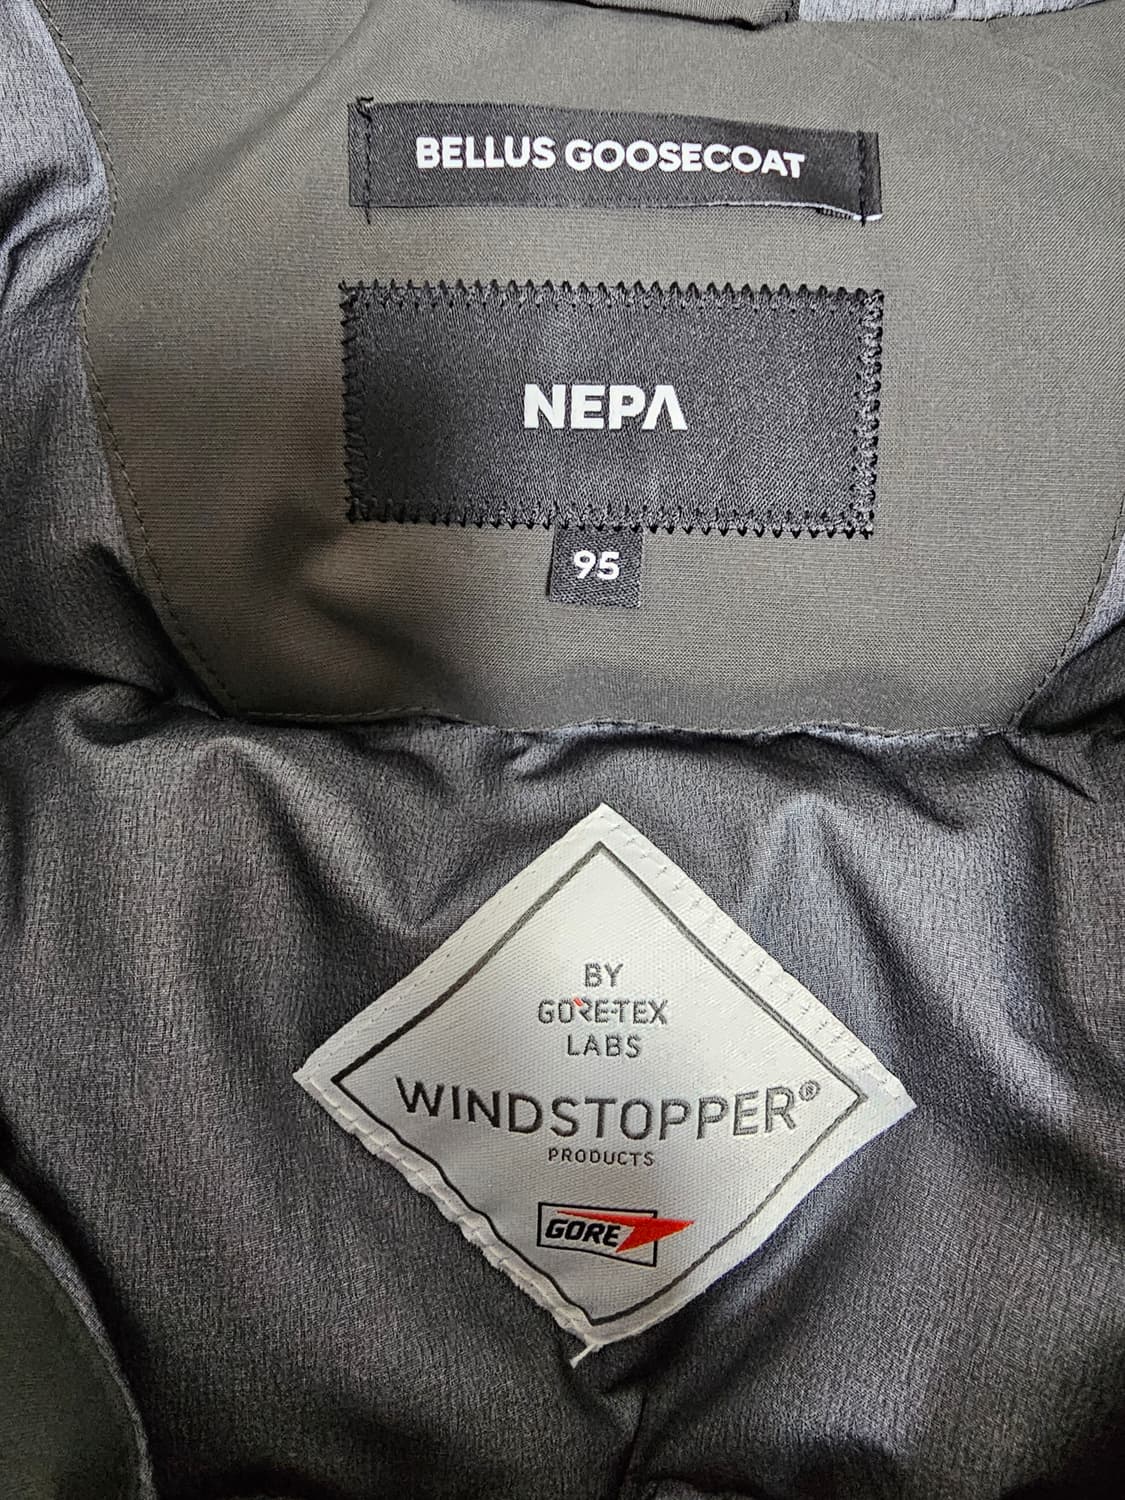 BELLUS GOOSECOAT
NEPA
95
BY
GORE-TEX
LABS
WINDSTOPPER®
PRODUCTS
GORE